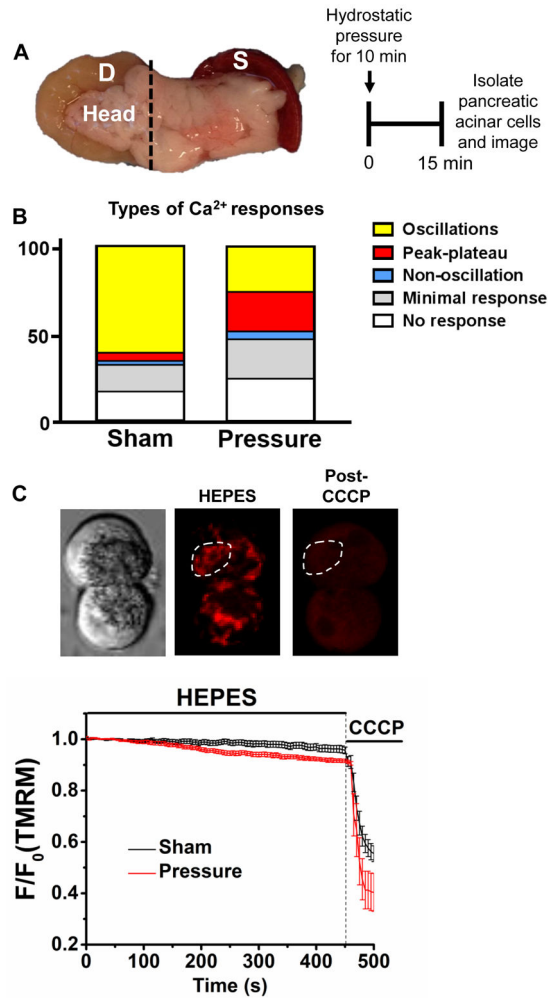 A
D
Head
S
Hydrostatic
pressure
for 10 min
Isolate
pancreatic
acinar cells
and image
0
15 min
B
Types of Ca²⁺ responses
100
50
0
Sham
Pressure
Oscillations
Peak-plateau
Non-oscillation
Minimal response
No response
C
HEPES
Post-
CCCP
HEPES
CCCP
1.0
0.8
0.6
0.4
0.2
F/F₀(TMRM)
Sham
Pressure
0
100
200
300
400
500
Time (s)